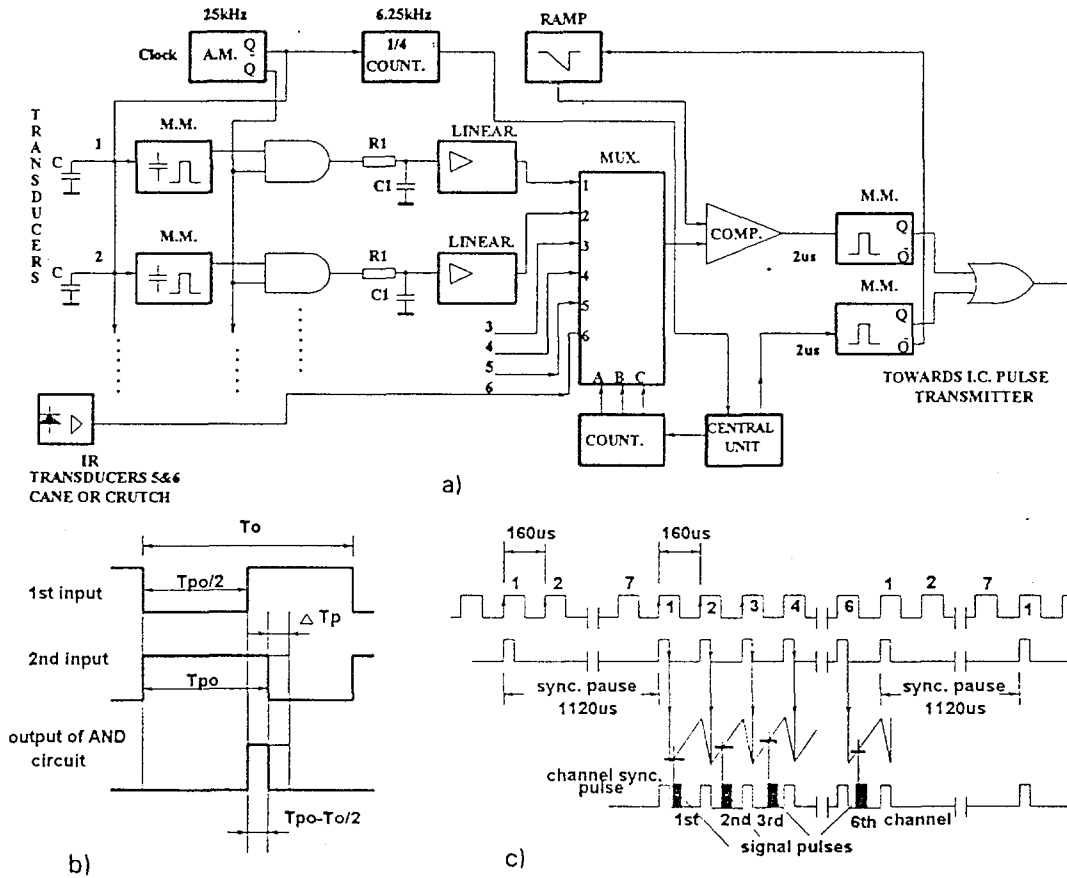 25kHz
6.25kHz
RAMP
Clock
A.M.
Q
Q
1/4
COUNT.
TRANSDUCERS
C
1
M.M.
R1
C1
LINEAR.
MUX.
1
2
3
4
5
6
C
2
M.M.
R1
C1
LINEAR.
COMP.
2us
M.M.
Q
Q
M.M.
2us
Q
Q
3
4
5
6
A B C
COUNT.
CENTRAL
UNIT
TOWARDS I.C. PULSE
TRANSMITTER
IR
TRANSDUCERS 5&6
CANE OR CRUTCH
a)
To
Tpo/2
1st input
△ Tp
2nd input
Tpo
output of AND
circuit
Tpo-To/2
b)
160us
160us
1 2 7 1 2 3 4 6 1 2 7 1
sync. pause
1120us
sync. pause
1120us
channel sync.
pulse
1st 2nd 3rd 6th channel
signal pulses
c)